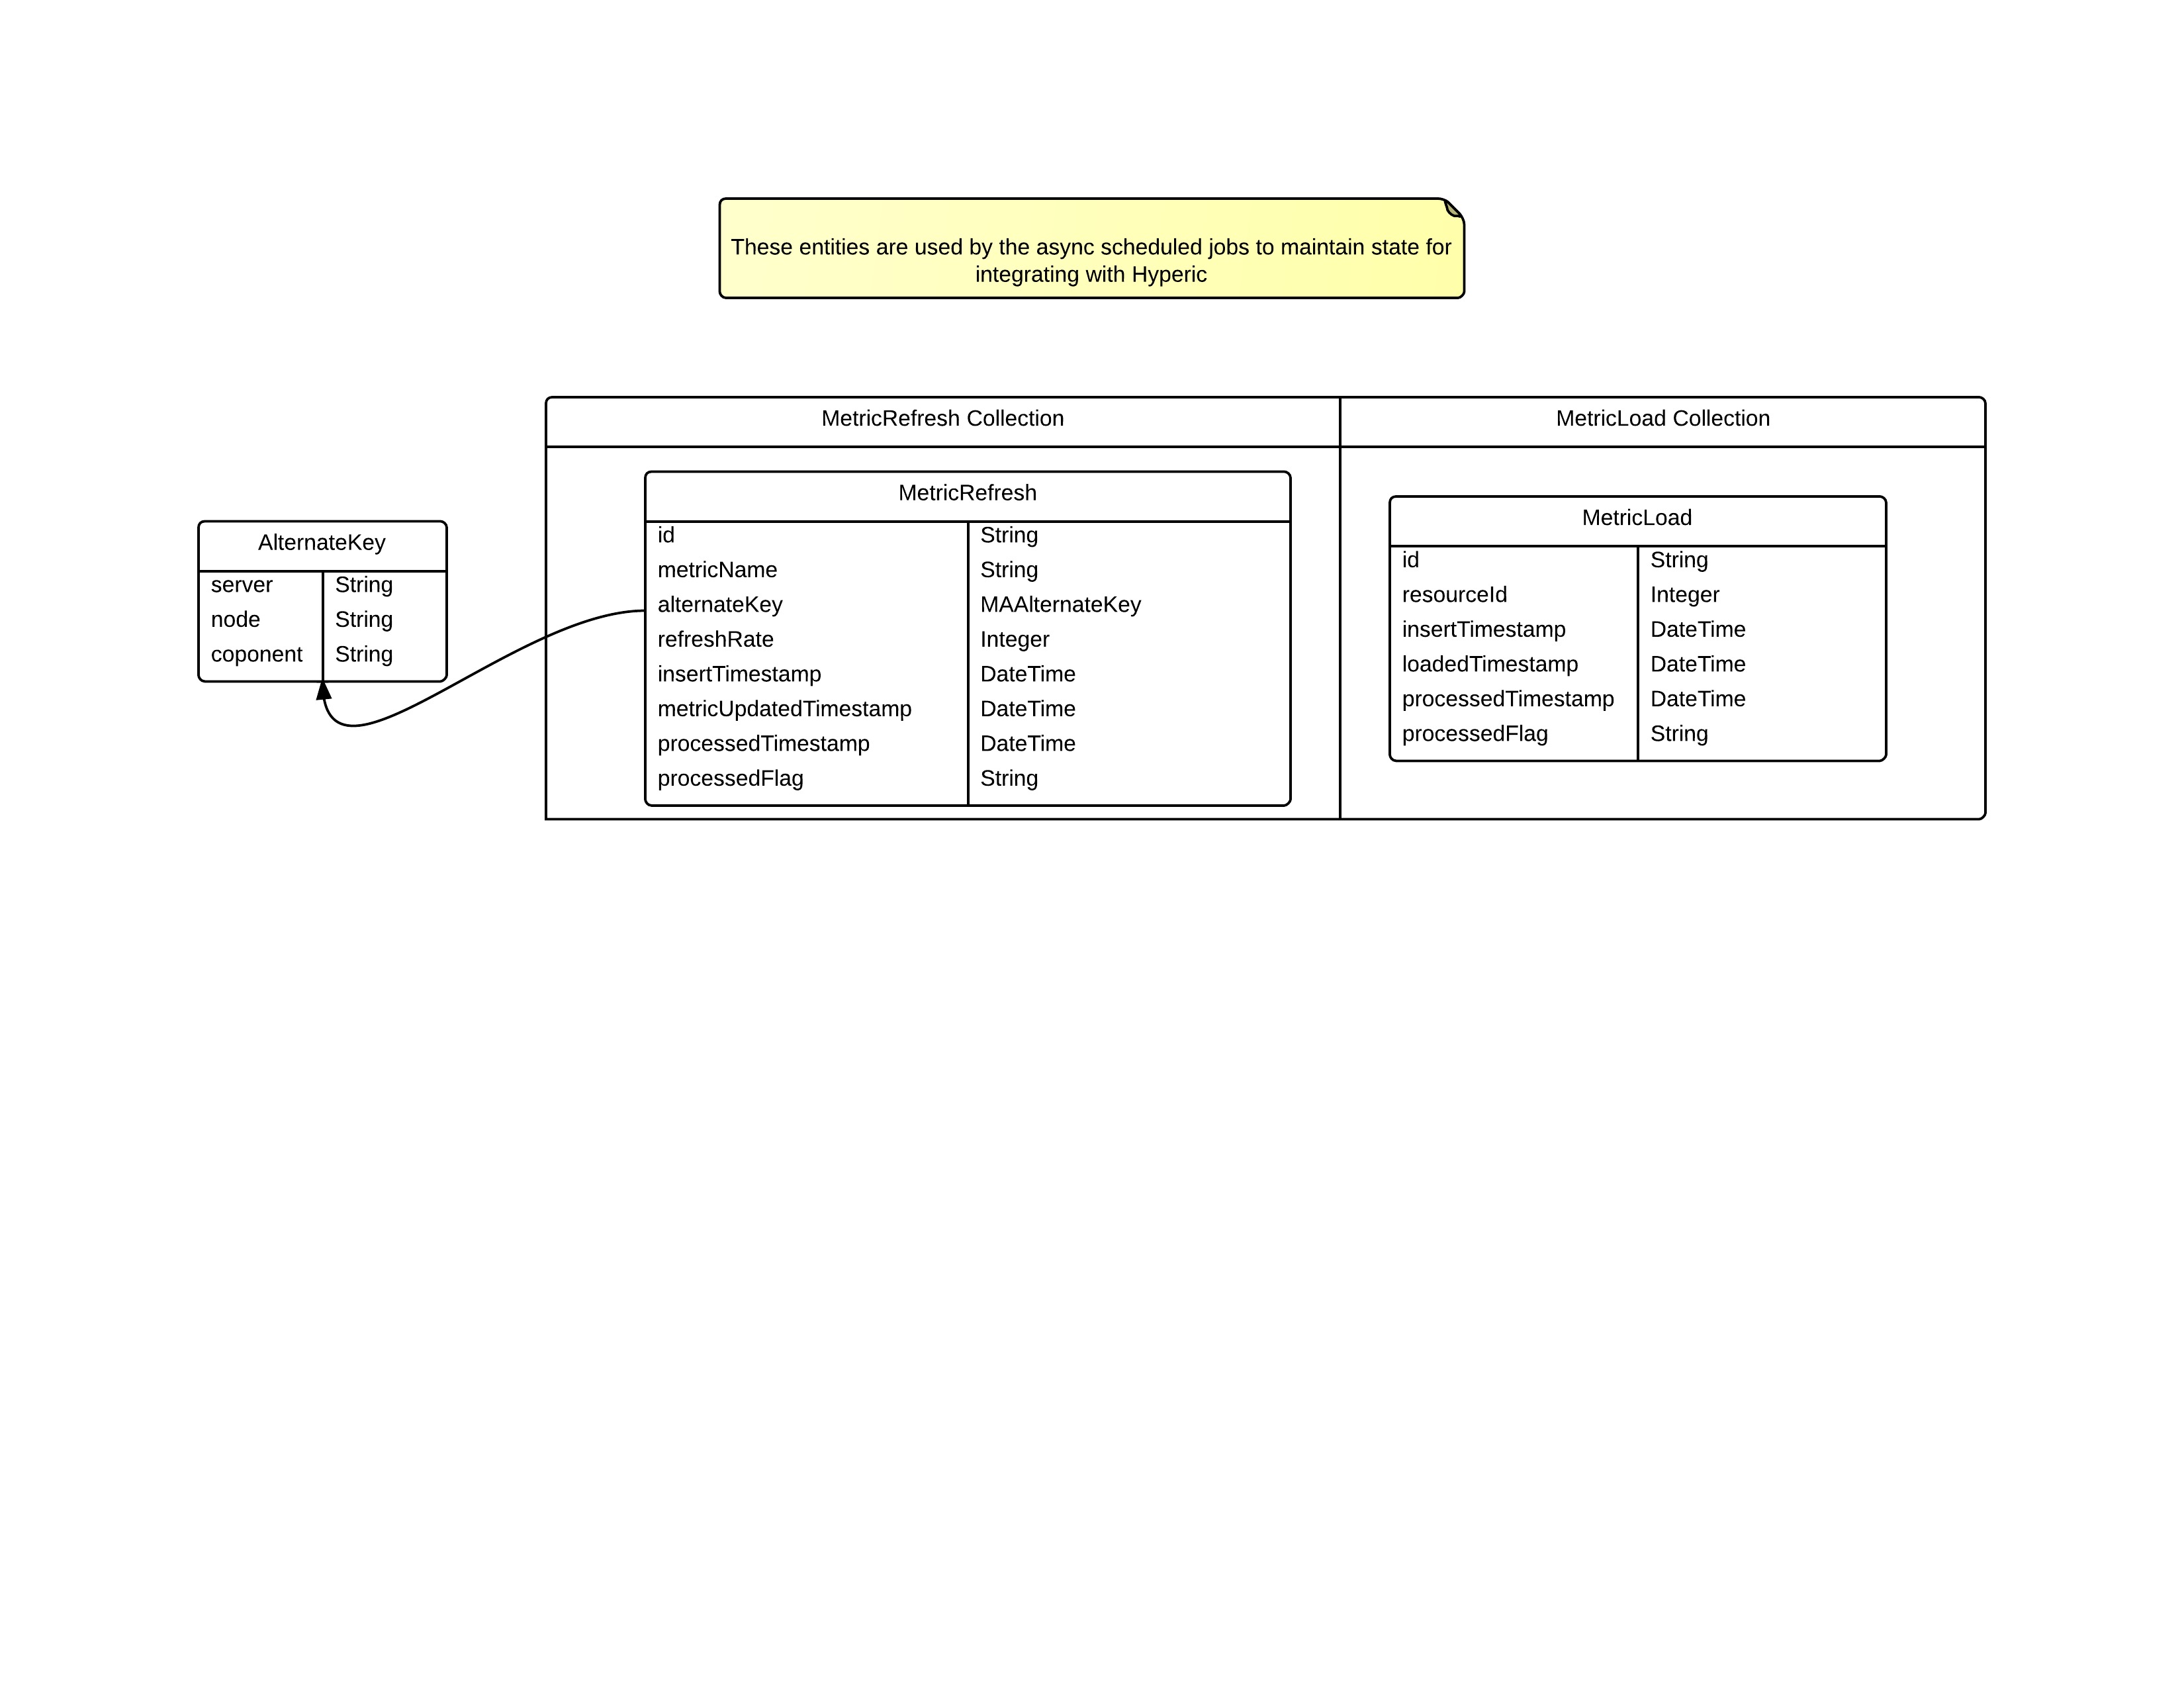 These entities are used by the async scheduled jobs to maintain state for
integrating with Hyperic
MetricRefresh Collection
MetricLoad Collection
AlternateKey
server String
node String
coponent String
MetricRefresh
id String
metricName String
alternateKey MAAlternateKey
refreshRate Integer
insertTimestamp DateTime
metricUpdatedTimestamp DateTime
processedTimestamp DateTime
processedFlag String
MetricLoad
id String
resourceId Integer
insertTimestamp DateTime
loadedTimestamp DateTime
processedTimestamp DateTime
processedFlag String